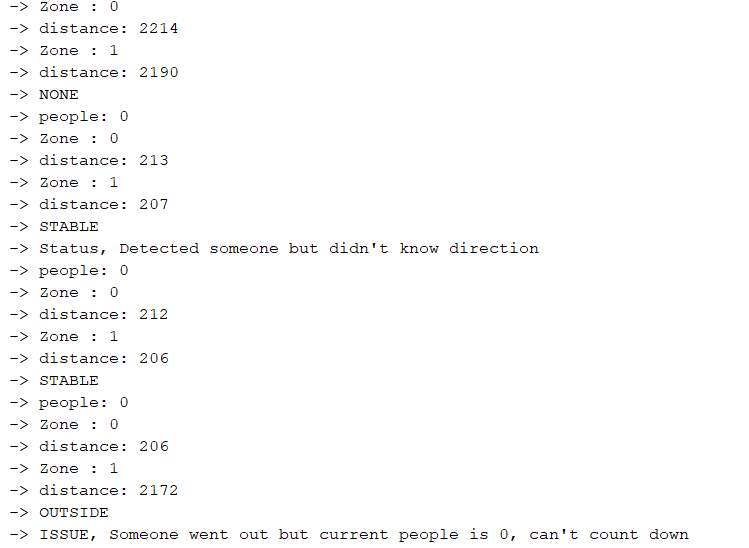 -> Zone : 0
-> distance: 2214
-> Zone : 1
-> distance: 2190
-> NONE
-> people: 0
-> Zone : 0
-> distance: 213
-> Zone : 1
-> distance: 207
-> STABLE
-> Status, Detected someone but didn't know direction
-> people: 0
-> Zone : 0
-> distance: 212
-> Zone : 1
-> distance: 206
-> STABLE
-> people: 0
-> Zone : 0
-> distance: 206
-> Zone : 1
-> distance: 2172
-> OUTSIDE
-> ISSUE, Someone went out but current people is 0, can't count down